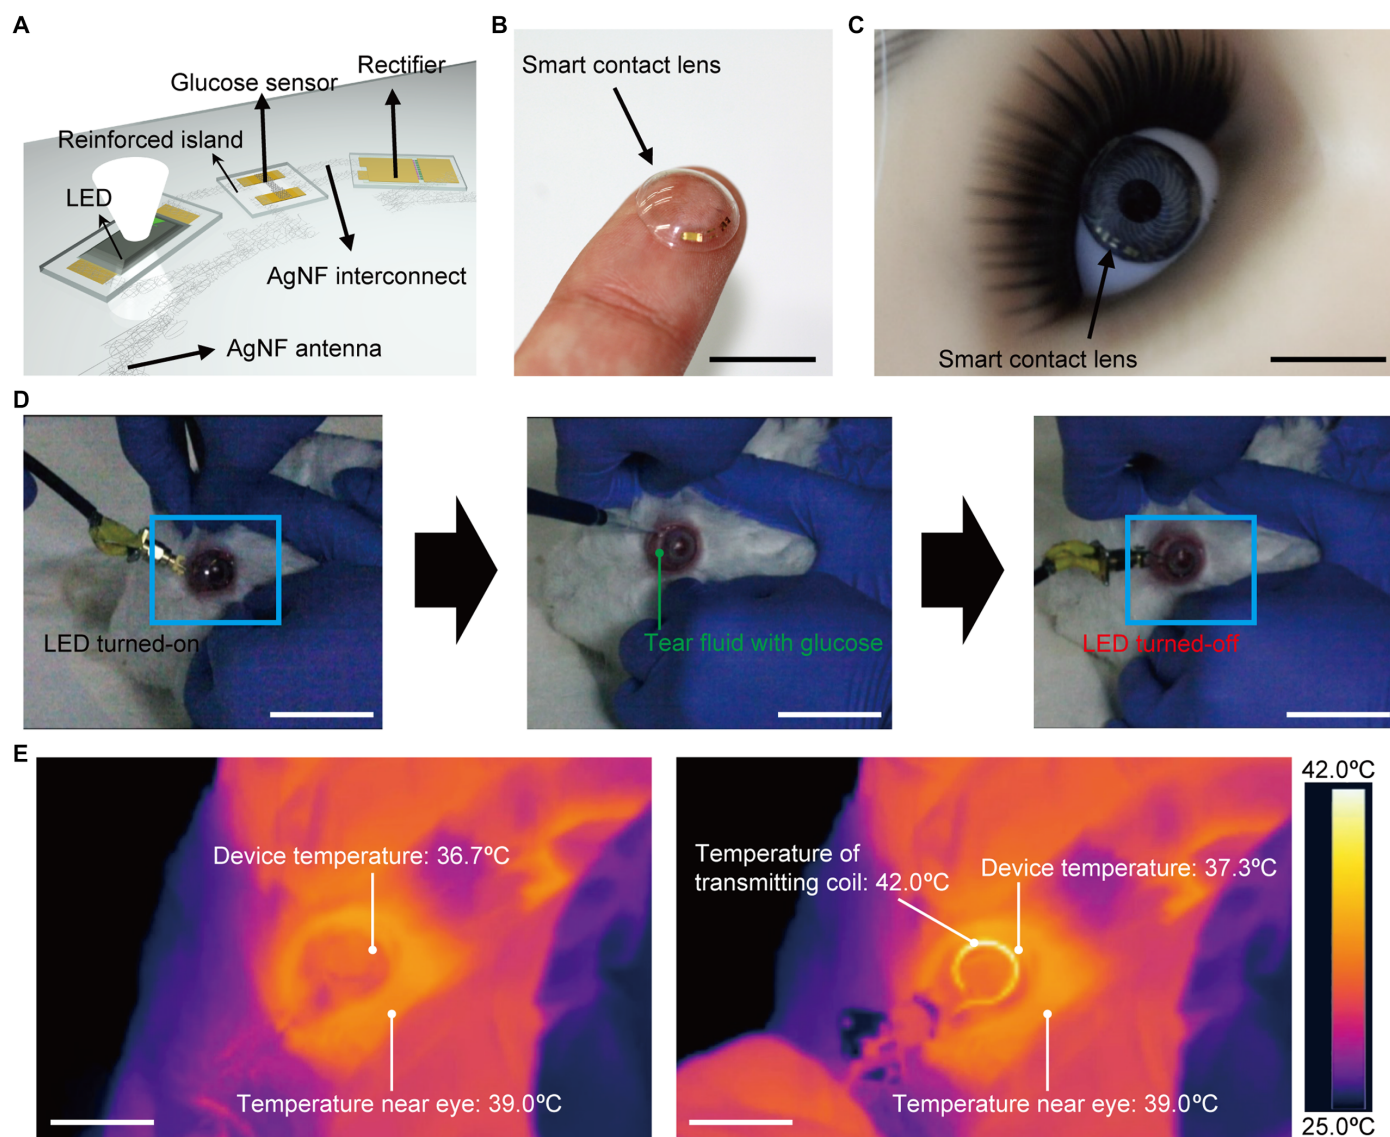 A
Rectifier
Glucose sensor
Reinforced island
LED
AgNF interconnect
AgNF antenna
B
Smart contact lens
C
Smart contact lens
D
LED turned-on
Tear fluid with glucose
LED turned-off
E
Device temperature: 36.7ºC
Temperature near eye: 39.0ºC
Temperature of
transmitting coil: 42.0ºC
Device temperature: 37.3ºC
Temperature near eye: 39.0ºC
42.0ºC
25.0ºC